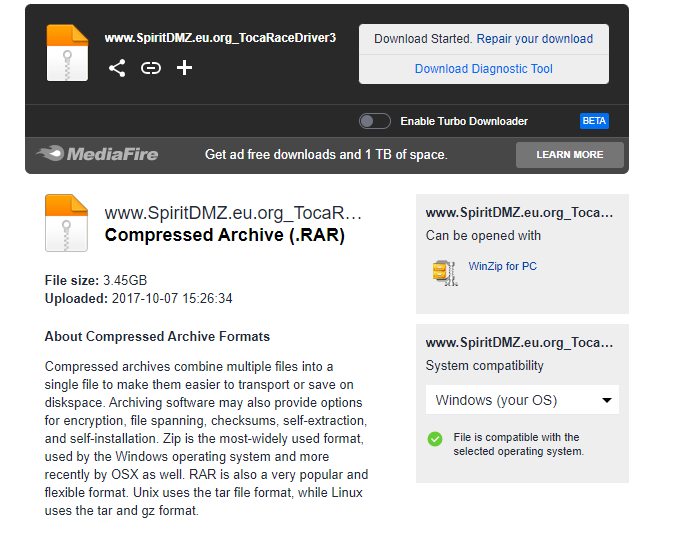 www.SpiritDMZ.eu.org_TocaRaceDriver3
Download Started. Repair your download
Download Diagnostic Tool
Enable Turbo Downloader
BETA
MediaFire
Get ad free downloads and 1 TB of space.
LEARN MORE
www.SpiritDMZ.eu.org_TocaR...
Compressed Archive (.RAR)
File size: 3.45GB
Uploaded: 2017-10-07 15:26:34
About Compressed Archive Formats
Compressed archives combine multiple files into a
single file to make them easier to transport or save on
diskspace. Archiving software may also provide options
for encryption, file spanning, checksums, self-extraction,
and self-installation. Zip is the most-widely used format,
used by the Windows operating system and more
recently by OSX as well. RAR is also a very popular and
flexible format. Unix uses the tar file format, while Linux
uses the tar and gz format.
www.SpiritDMZ.eu.org_Toca...
Can be opened with
WinZip for PC
www.SpiritDMZ.eu.org_Toca...
System compatibility
Windows (your OS)
File is compatible with the
selected operating system.